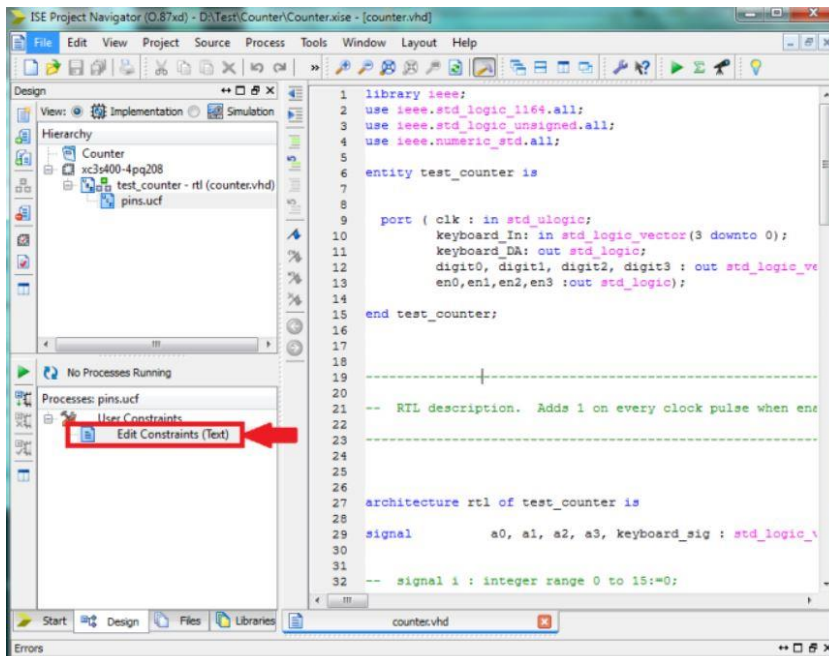 ISE Project Navigator (O.87xd) - D:\Test\Counter\Counter.xise - [counter.vhd]
File Edit View Project Source Process Tools Window Layout Help
Design
View: Implementation Simulation
Hierarchy
Counter
xc3s400-4pq208
test_counter - rtl (counter.vhd)
pins.ucf
No Processes Running
Processes: pins.ucf
User Constraints
Edit Constraints (Text)
1 library ieee;
2 use ieee.std_logic_1164.all;
3 use ieee.std_logic_unsigned.all;
4 use ieee.numeric_std.all;
5
6 entity test_counter is
7
8
9 port ( clk : in std_ulogic;
10 keyboard_In: in std_logic_vector(3 downto 0);
11 keyboard_DA: out std_logic;
12 digit0, digit1, digit2, digit3 : out std_logic_ve
13 en0,en1,en2,en3 :out std_logic);
14
15 end test_counter;
16
17
18
19 --------------------------------------------------
20
21 -- RTL description. Adds 1 on every clock pulse when ena
22
23 --------------------------------------------------
24
25
26
27 architecture rtl of test_counter is
28
29 signal a0, a1, a2, a3, keyboard_sig : std_logic_v
30
31
32 -- signal i : integer range 0 to 15:=0;
Start Design Files Libraries
counter.vhd
Errors